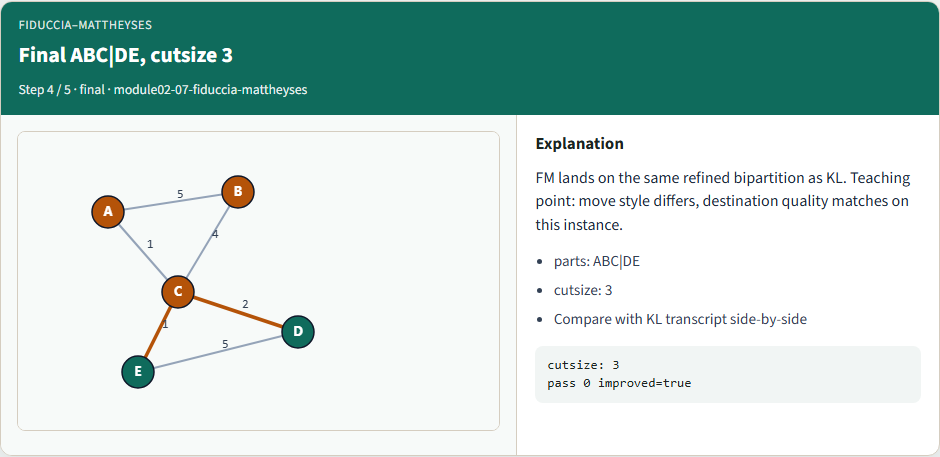 FIDUCCIA–MATTHEYSES
Final ABC|DE, cutsize 3
Step 4 / 5 · final · module02-07-fiduccia-mattheyses
A
B
C
D
E
5
1
4
2
1
5
Explanation
FM lands on the same refined bipartition as KL. Teaching
point: move style differs, destination quality matches on
this instance.
• parts: ABC|DE
• cutsize: 3
• Compare with KL transcript side-by-side
cutsize: 3
pass 0 improved=true